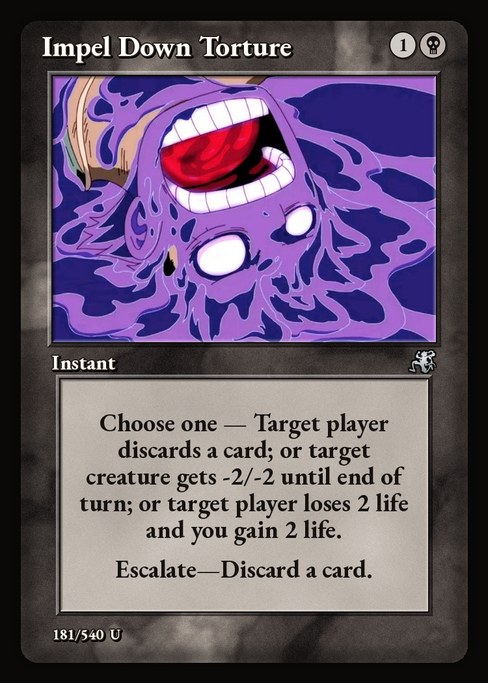 Impel Down Torture 1
Instant
Choose one — Target player
discards a card; or target
creature gets -2/-2 until end of
turn; or target player loses 2 life
and you gain 2 life.
Escalate—Discard a card.
181/540 U